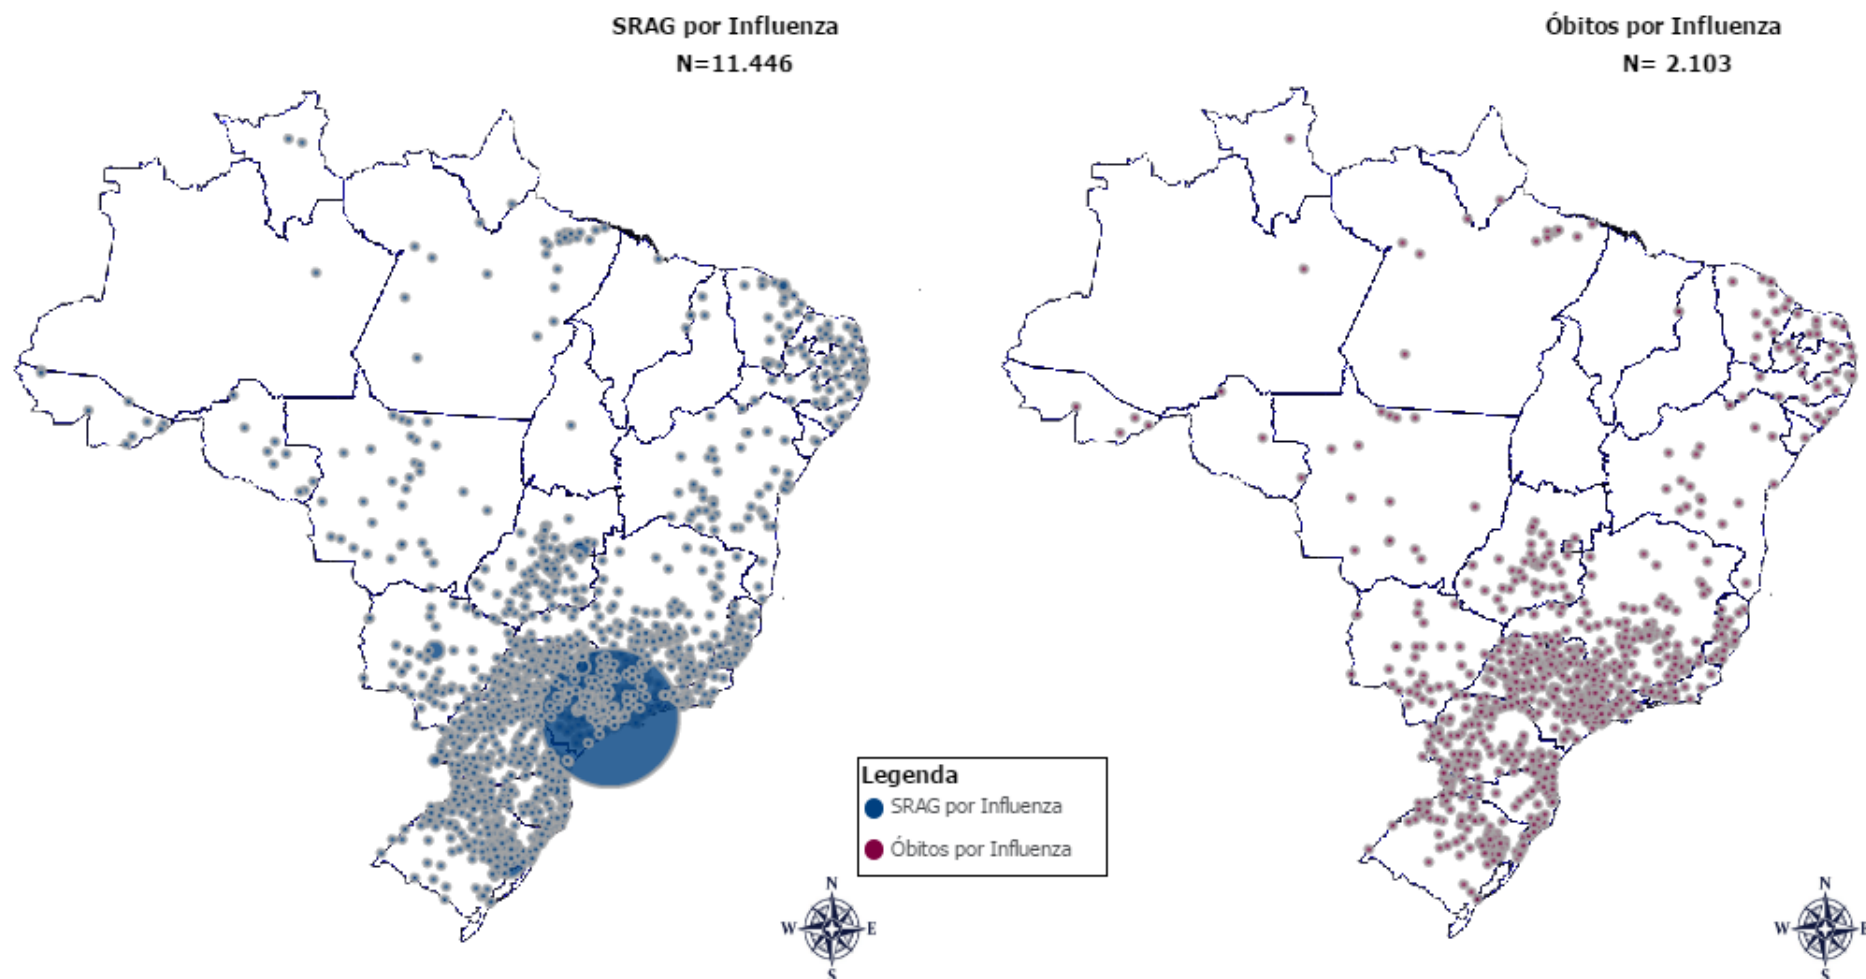 SRAG por Influenza
N=11.446
Óbitos por Influenza
N= 2.103
Legenda
SRAG por Influenza
Óbitos por Influenza
N
W
E
S
N
W
E
S